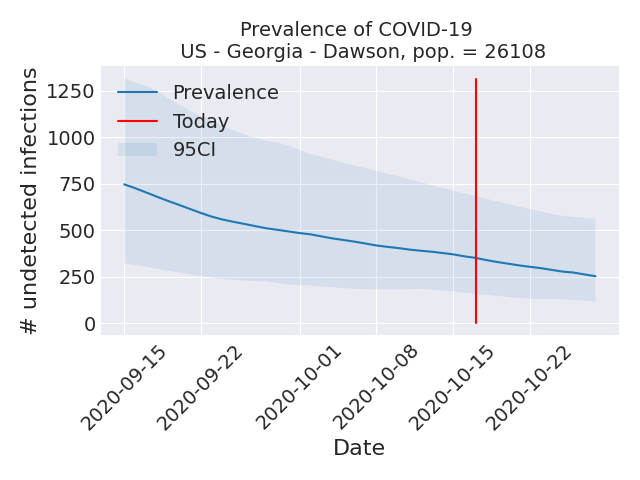 Prevalence of COVID-19
US - Georgia - Dawson, pop. = 26108
# undetected infections
1250
1000
750
500
250
0
Prevalence
Today
95CI
2020-09-15
2020-09-22
2020-10-01
2020-10-08
2020-10-15
2020-10-22
Date